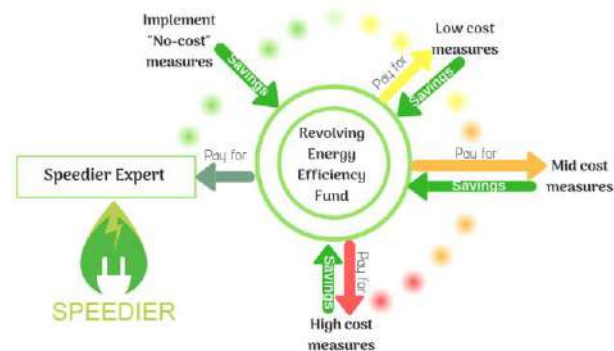 Implement
"No-cost"
measures
Savings
Low cost
measures
Pay for
Savings
Revolving
Energy
Efficiency
Fund
Speedier Expert
Pay for
Pay for
Savings
Mid cost
measures
Savings
Pay for
High cost
measures
SPEEDIER